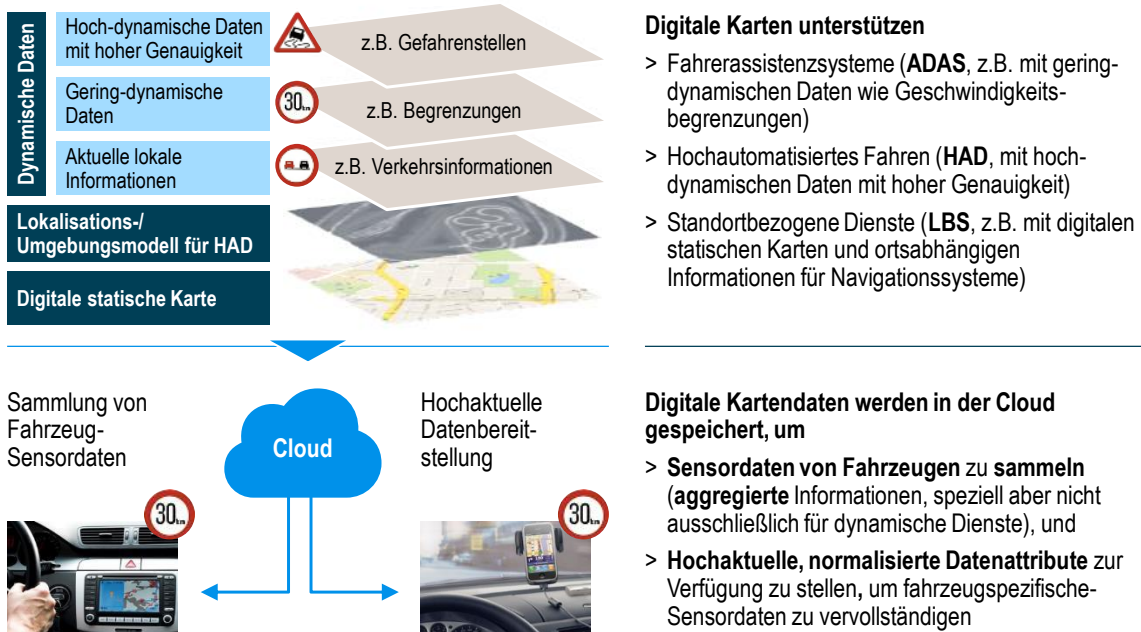 Dynamische Daten
Hoch-dynamische Daten
mit hoher Genauigkeit
z.B. Gefahrenstellen
Gering-dynamische
Daten
30km
z.B. Begrenzungen
Aktuelle lokale
Informationen
z.B. Verkehrsinformationen
Lokalisations-/
Umgebungsmodell für HAD
Digitale statische Karte
Digitale Karten unterstützen
> Fahrerassistenzsysteme (ADAS, z.B. mit gering-
dynamischen Daten wie Geschwindigkeits-
begrenzungen)
> Hochautomatisiertes Fahren (HAD, mit hoch-
dynamischen Daten mit hoher Genauigkeit)
> Standortbezogene Dienste (LBS, z.B. mit digitalen
statischen Karten und ortsabhängigen
Informationen für Navigationssysteme)
Sammlung von
Fahrzeug-
Sensordaten
30km
Cloud
Hochaktuelle
Datenbereit-
stellung
30km
Digitale Kartendaten werden in der Cloud
gespeichert, um
> Sensordaten von Fahrzeugen zu sammeln
(aggregierte Informationen, speziell aber nicht
ausschließlich für dynamische Dienste), und
> Hochaktuelle, normalisierte Datenattribute zur
Verfügung zu stellen, um fahrzeugspezifische-
Sensordaten zu vervollständigen